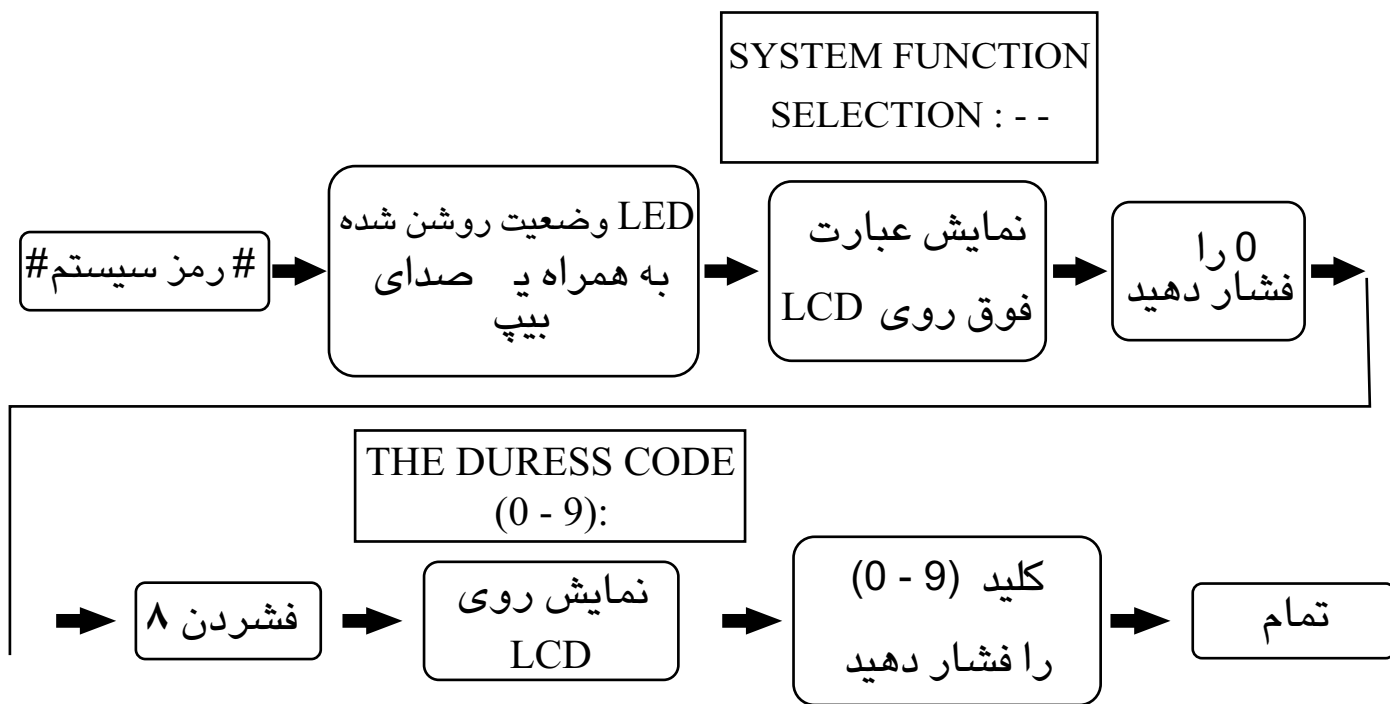 SYSTEM FUNCTION
SELECTION : - -
#رمز سیستم#
LED وضعیت روشن شده
به همراه یـ صدای
بیپ
نمایش عبارت
فوق روی LCD
0 را
فشار دهید
THE DURESS CODE
(0 - 9):
فشردن ۸
نمایش روی
LCD
کلید (0 - 9)
را فشار دهید
تمام